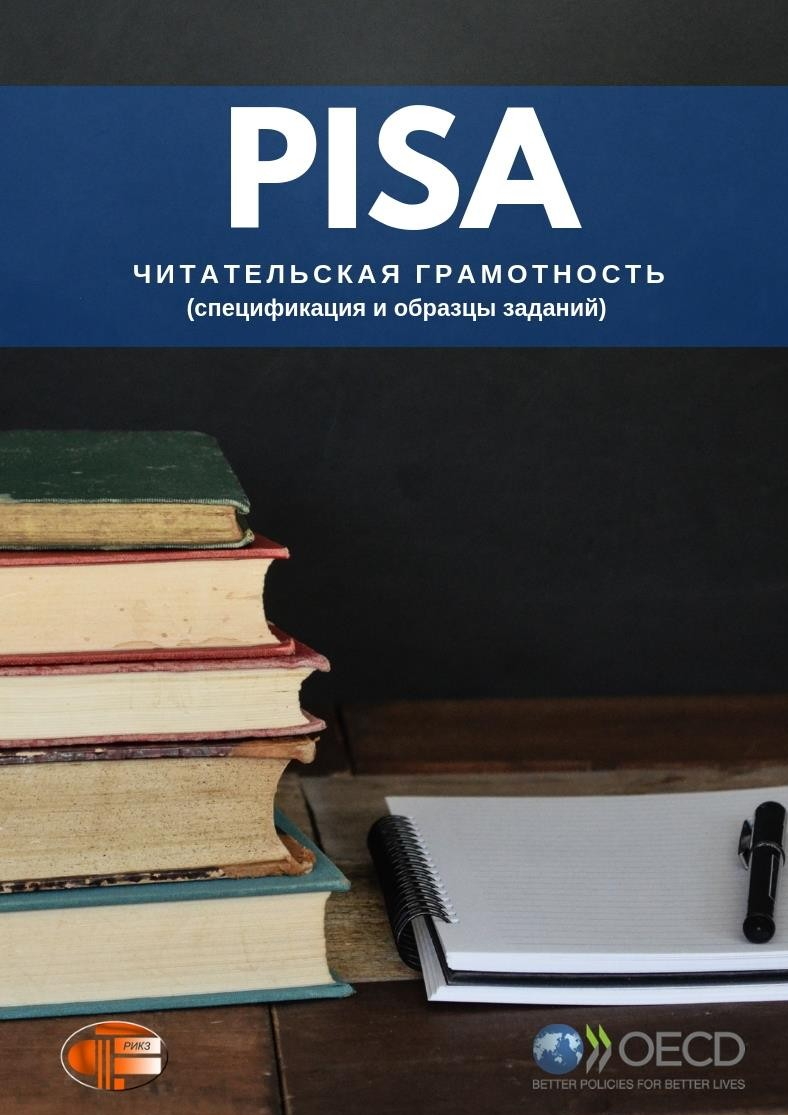 PISA
ЧИТАТЕЛЬСКАЯ ГРАМОТНОСТЬ
(спецификация и образцы заданий)
РИКЗ
OECD
BETTER POLICIES FOR BETTER LIVES